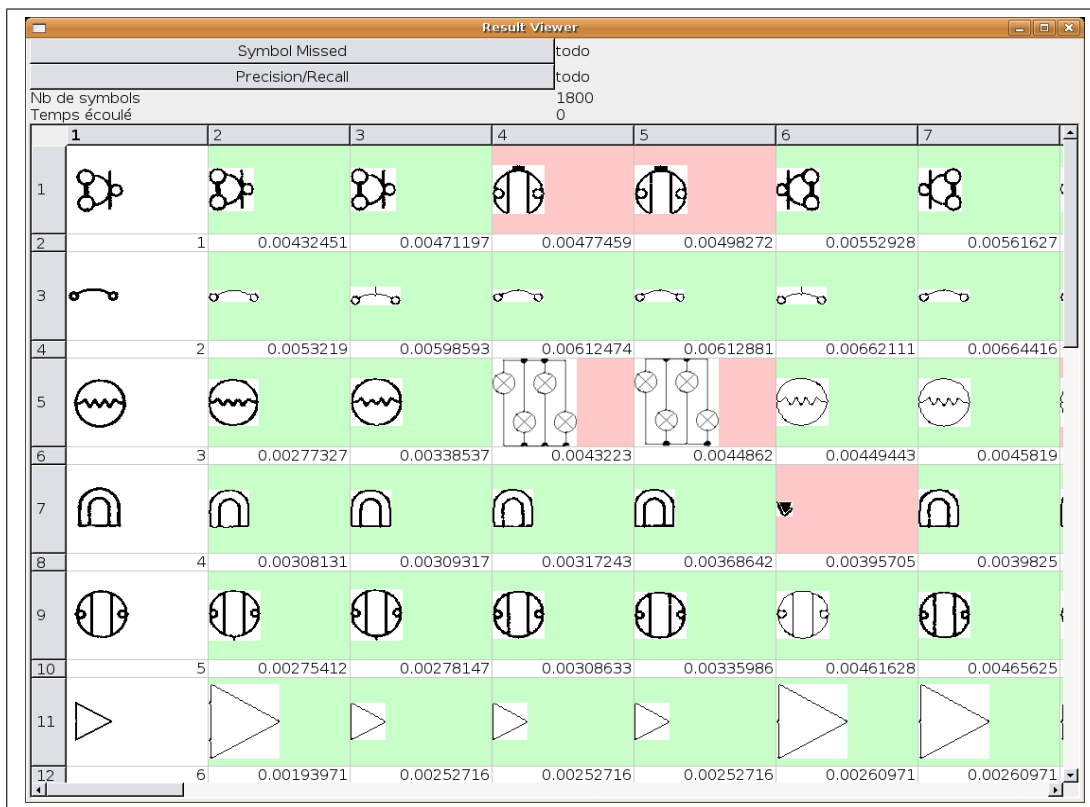 Result Viewer
Symbol Missed todo
Precision/Recall todo
Nb de symbols 1800
Temps écoulé 0
1 2 3 4 5 6 7
1
2 1 0.00432451 0.00471197 0.00477459 0.00498272 0.00552928 0.00561627
3
4 2 0.0053219 0.00598593 0.00612474 0.00612881 0.00662111 0.00664416
5
6 3 0.00277327 0.00338537 0.0043223 0.0044862 0.00449443 0.0045819
7
8 4 0.00308131 0.00309317 0.00317243 0.00368642 0.00395705 0.0039825
9
10 5 0.00275412 0.00278147 0.00308633 0.00335986 0.00461628 0.00465625
11
12 6 0.00193971 0.00252716 0.00252716 0.00252716 0.00260971 0.00260971